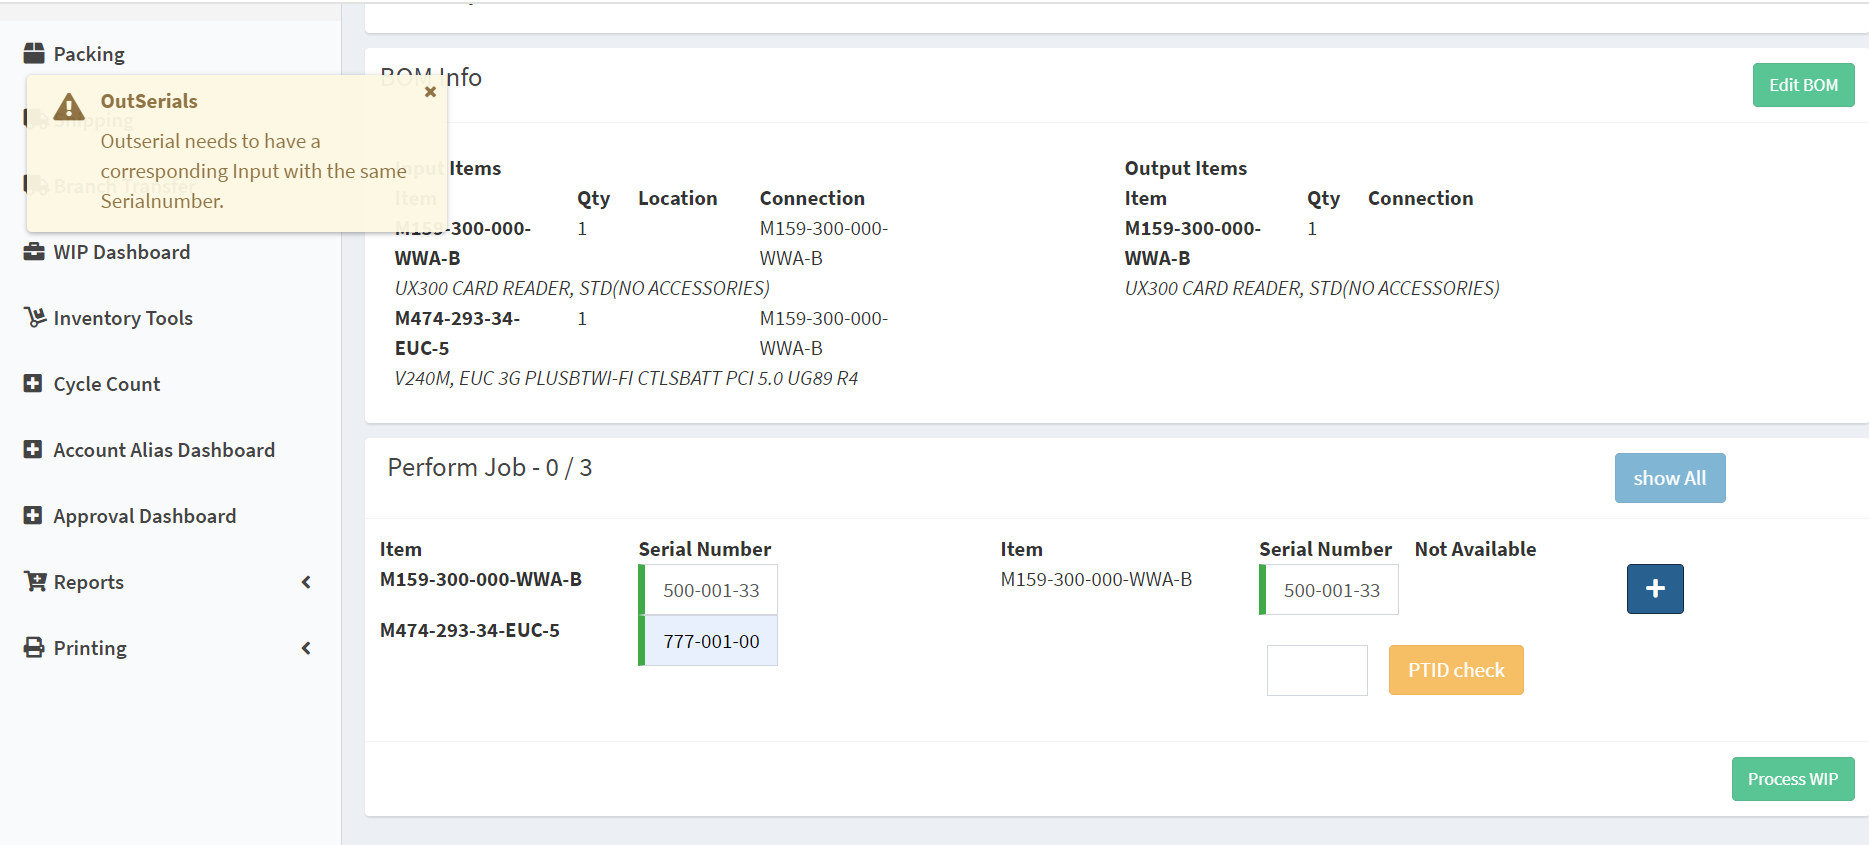 Packing
OutSerials
Outserial needs to have a
corresponding Input with the same
Serialnumber.
Shipping
Branch Transfer
WIP Dashboard
Inventory Tools
Cycle Count
Account Alias Dashboard
Approval Dashboard
Reports
Printing
BOM Info
Edit BOM
Input Items
Item Qty Location Connection
M159-300-000- 1 M159-300-000-
WWA-B WWA-B
UX300 CARD READER, STD(NO ACCESSORIES)
M474-293-34- 1 M159-300-000-
EUC-5 WWA-B
V240M, EUC 3G PLUSBTWI-FI CTLSBATT PCI 5.0 UG89 R4
Output Items
Item Qty Connection
M159-300-000- 1
WWA-B
UX300 CARD READER, STD(NO ACCESSORIES)
Perform Job - 0 / 3
show All
Item Serial Number
M159-300-000-WWA-B 500-001-33
M474-293-34-EUC-5 777-001-00
Item Serial Number Not Available
M159-300-000-WWA-B 500-001-33
PTID check
Process WIP